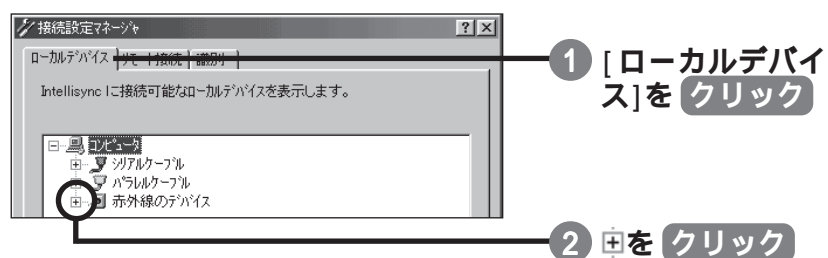 接続設定マネージャ
ローカルデバイス リモート接続 識別
Intellisync に接続可能なローカルデバイスを表示します。
コンピュータ
シリアルケーブル
パラレルケーブル
赤外線のデバイス
1 [ローカルデバイ
ス]を クリック
2 ⊞を クリック